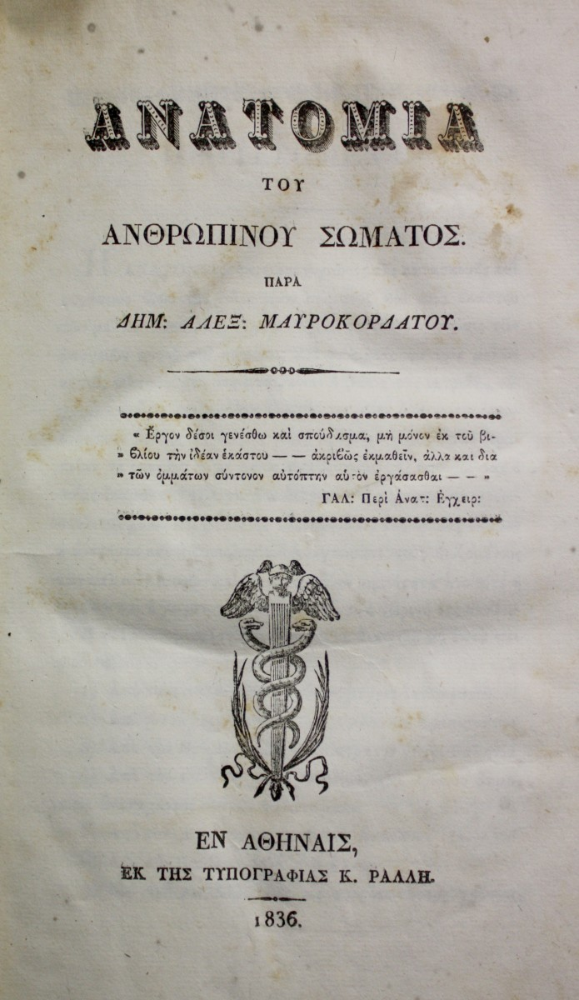 ΑΝΑΤΟΜΙΑ
ΤΟΥ
ΑΝΘΡΩΠΙΝΟΥ ΣΩΜΑΤΟΣ.
ΠΑΡΑ
ΔΗΜ: ΑΛΕΞ: ΜΑΥΡΟΚΟΡΔΑΤΟΥ.
« Ἔργον δέσοι γενέσθω καὶ σπούδασμα, μὴ μόνον ἐκ τοῦ βι-
» βλίου τὴν ἰδέαν ἑκάστου — — ἀκριβῶς ἐκμαθεῖν, ἀλλα και δια
» τῶν ὀμμάτων σύντονον αὐτόπτην αὑτὸν ἐργάσασθαι — — »
ΓΑΛ: Περὶ Ἀνατ: Ἐγχειρ:
ΕΝ ΑΘΗΝΑΙΣ,
ΕΚ ΤΗΣ ΤΥΠΟΓΡΑΦΙΑΣ Κ. ΡΑΛΛΗ.
1836.